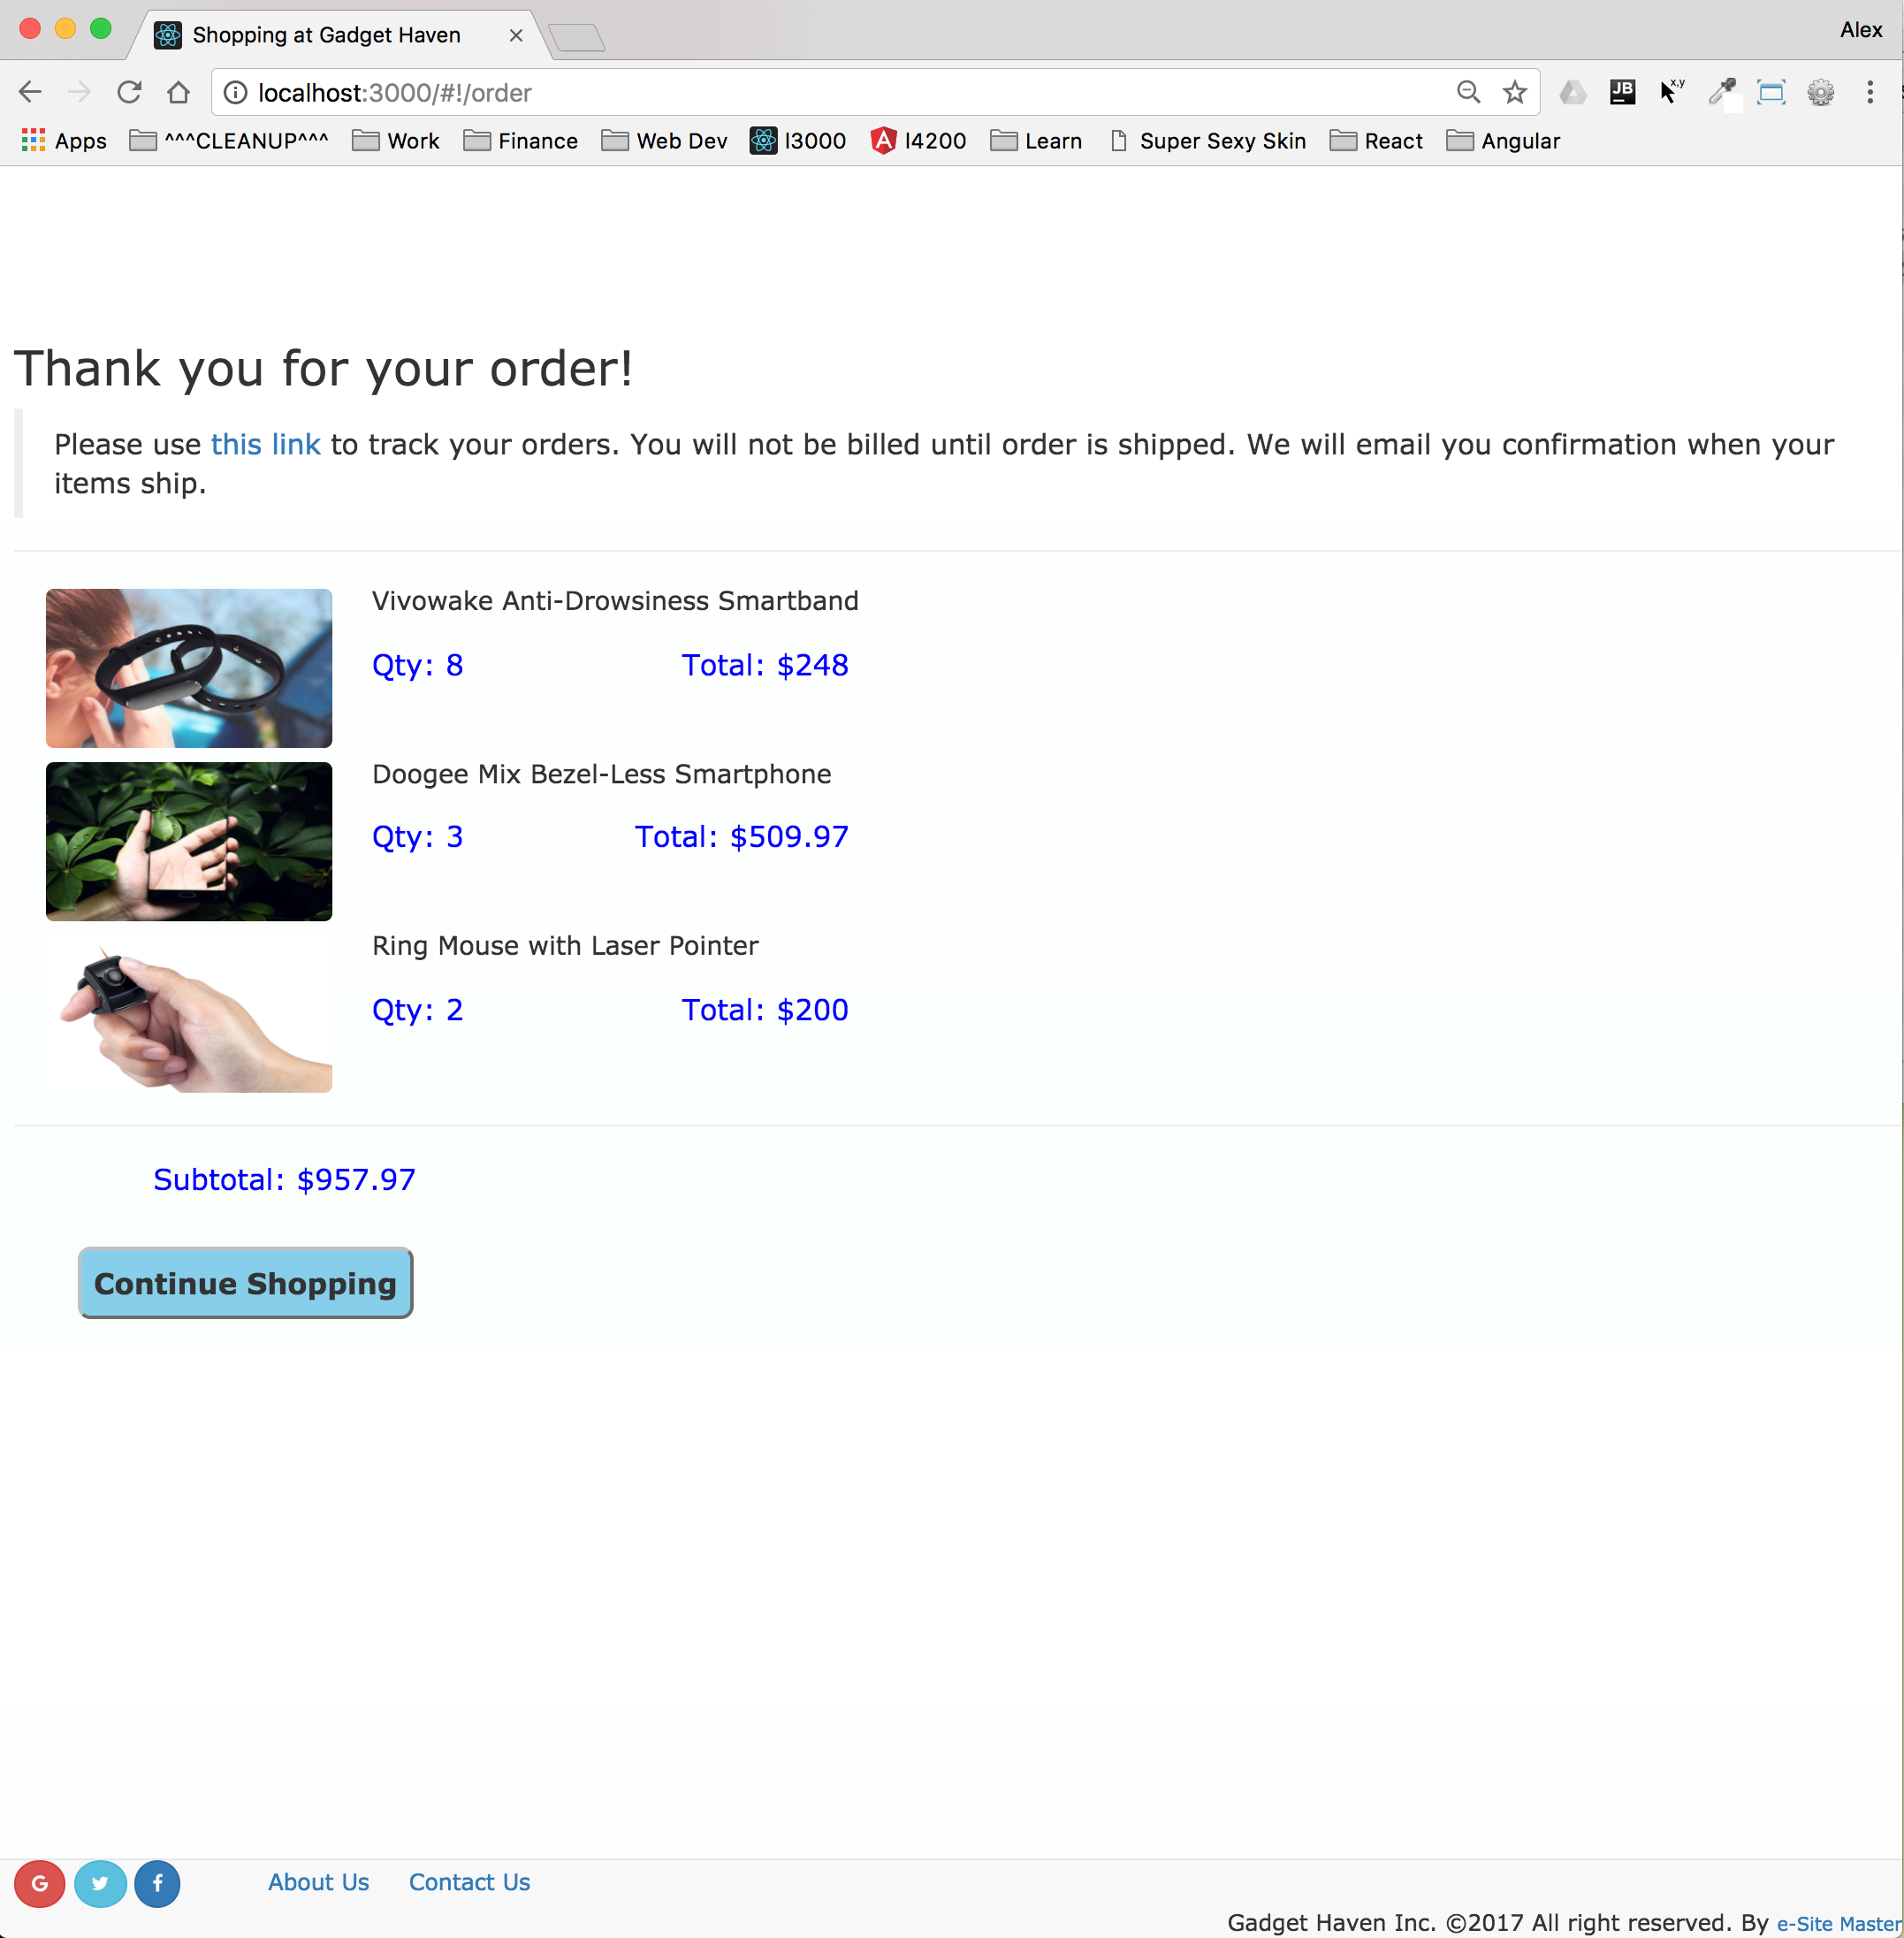 Shopping at Gadget Haven
Alex
localhost:3000/#!/order
JB
x,y
Apps ^^^CLEANUP^^^ Work Finance Web Dev l3000 A l4200 Learn Super Sexy Skin React Angular
Thank you for your order!
Please use this link to track your orders. You will not be billed until order is shipped. We will email you confirmation when your
items ship.
Vivowake Anti-Drowsiness Smartband
Qty: 8 Total: $248
Doogee Mix Bezel-Less Smartphone
Qty: 3 Total: $509.97
Ring Mouse with Laser Pointer
Qty: 2 Total: $200
Subtotal: $957.97
Continue Shopping
G f About Us Contact Us
Gadget Haven Inc. ©2017 All right reserved. By e-Site Master